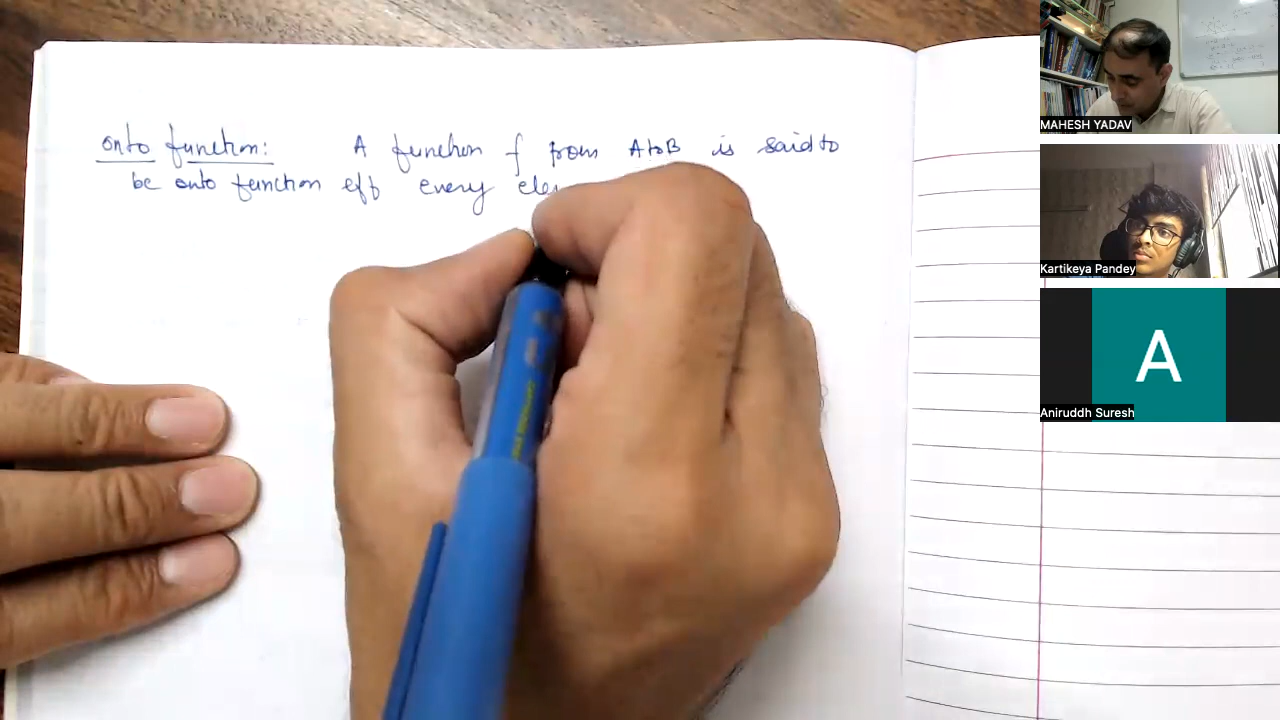 onto function: A function f from A to B is said to
be onto function iff every ele
MAHESH YADAV
Kartikeya Pandey
A
Aniruddh Suresh